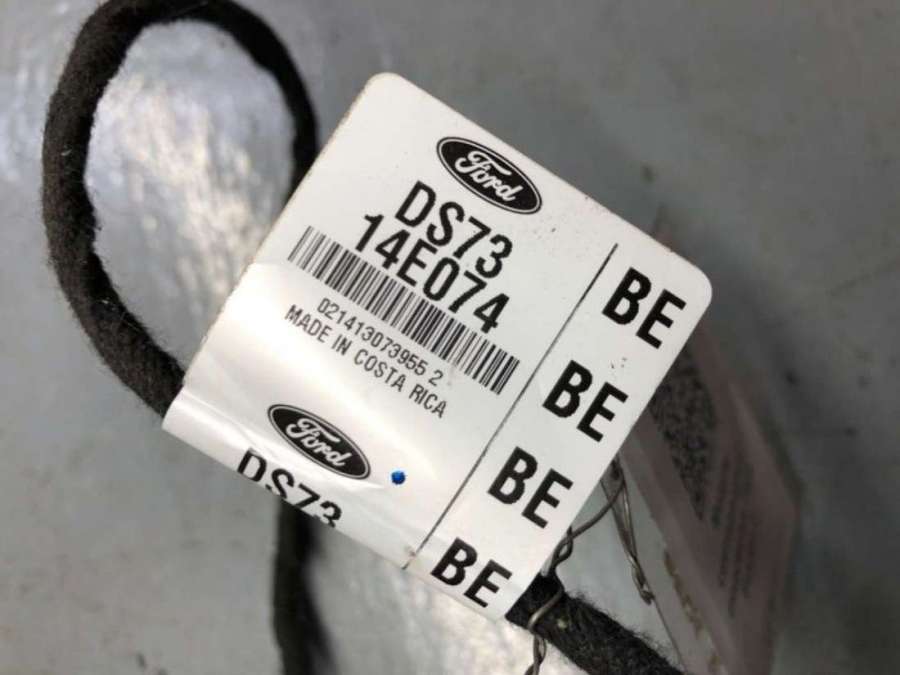 Ford
DS73
14E074
021413073955 2
MADE IN COSTA RICA
Ford
DS73
BE
BE
BE
BE